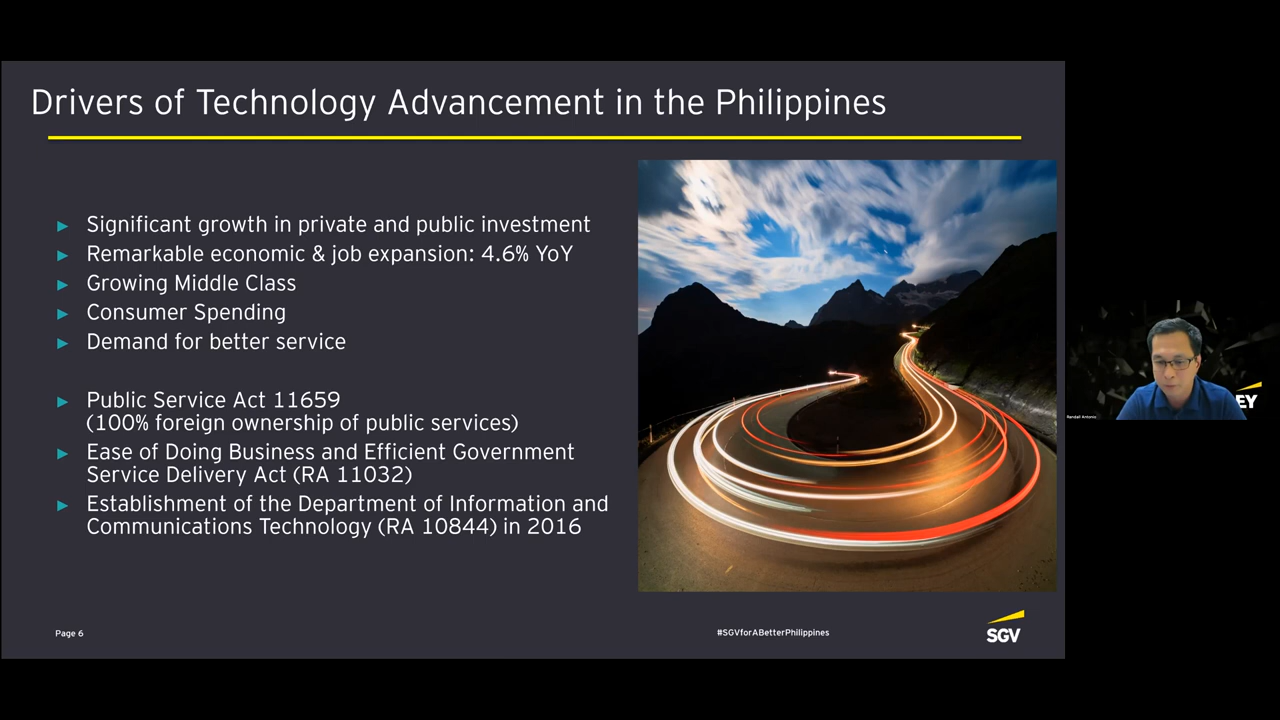 Drivers of Technology Advancement in the Philippines
► Significant growth in private and public investment
► Remarkable economic & job expansion: 4.6% YoY
► Growing Middle Class
► Consumer Spending
► Demand for better service
► Public Service Act 11659
(100% foreign ownership of public services)
► Ease of Doing Business and Efficient Government
Service Delivery Act (RA 11032)
► Establishment of the Department of Information and
Communications Technology (RA 10844) in 2016
EY
Randall Antonio
Page 6
#SGVforABetterPhilippines
SGV